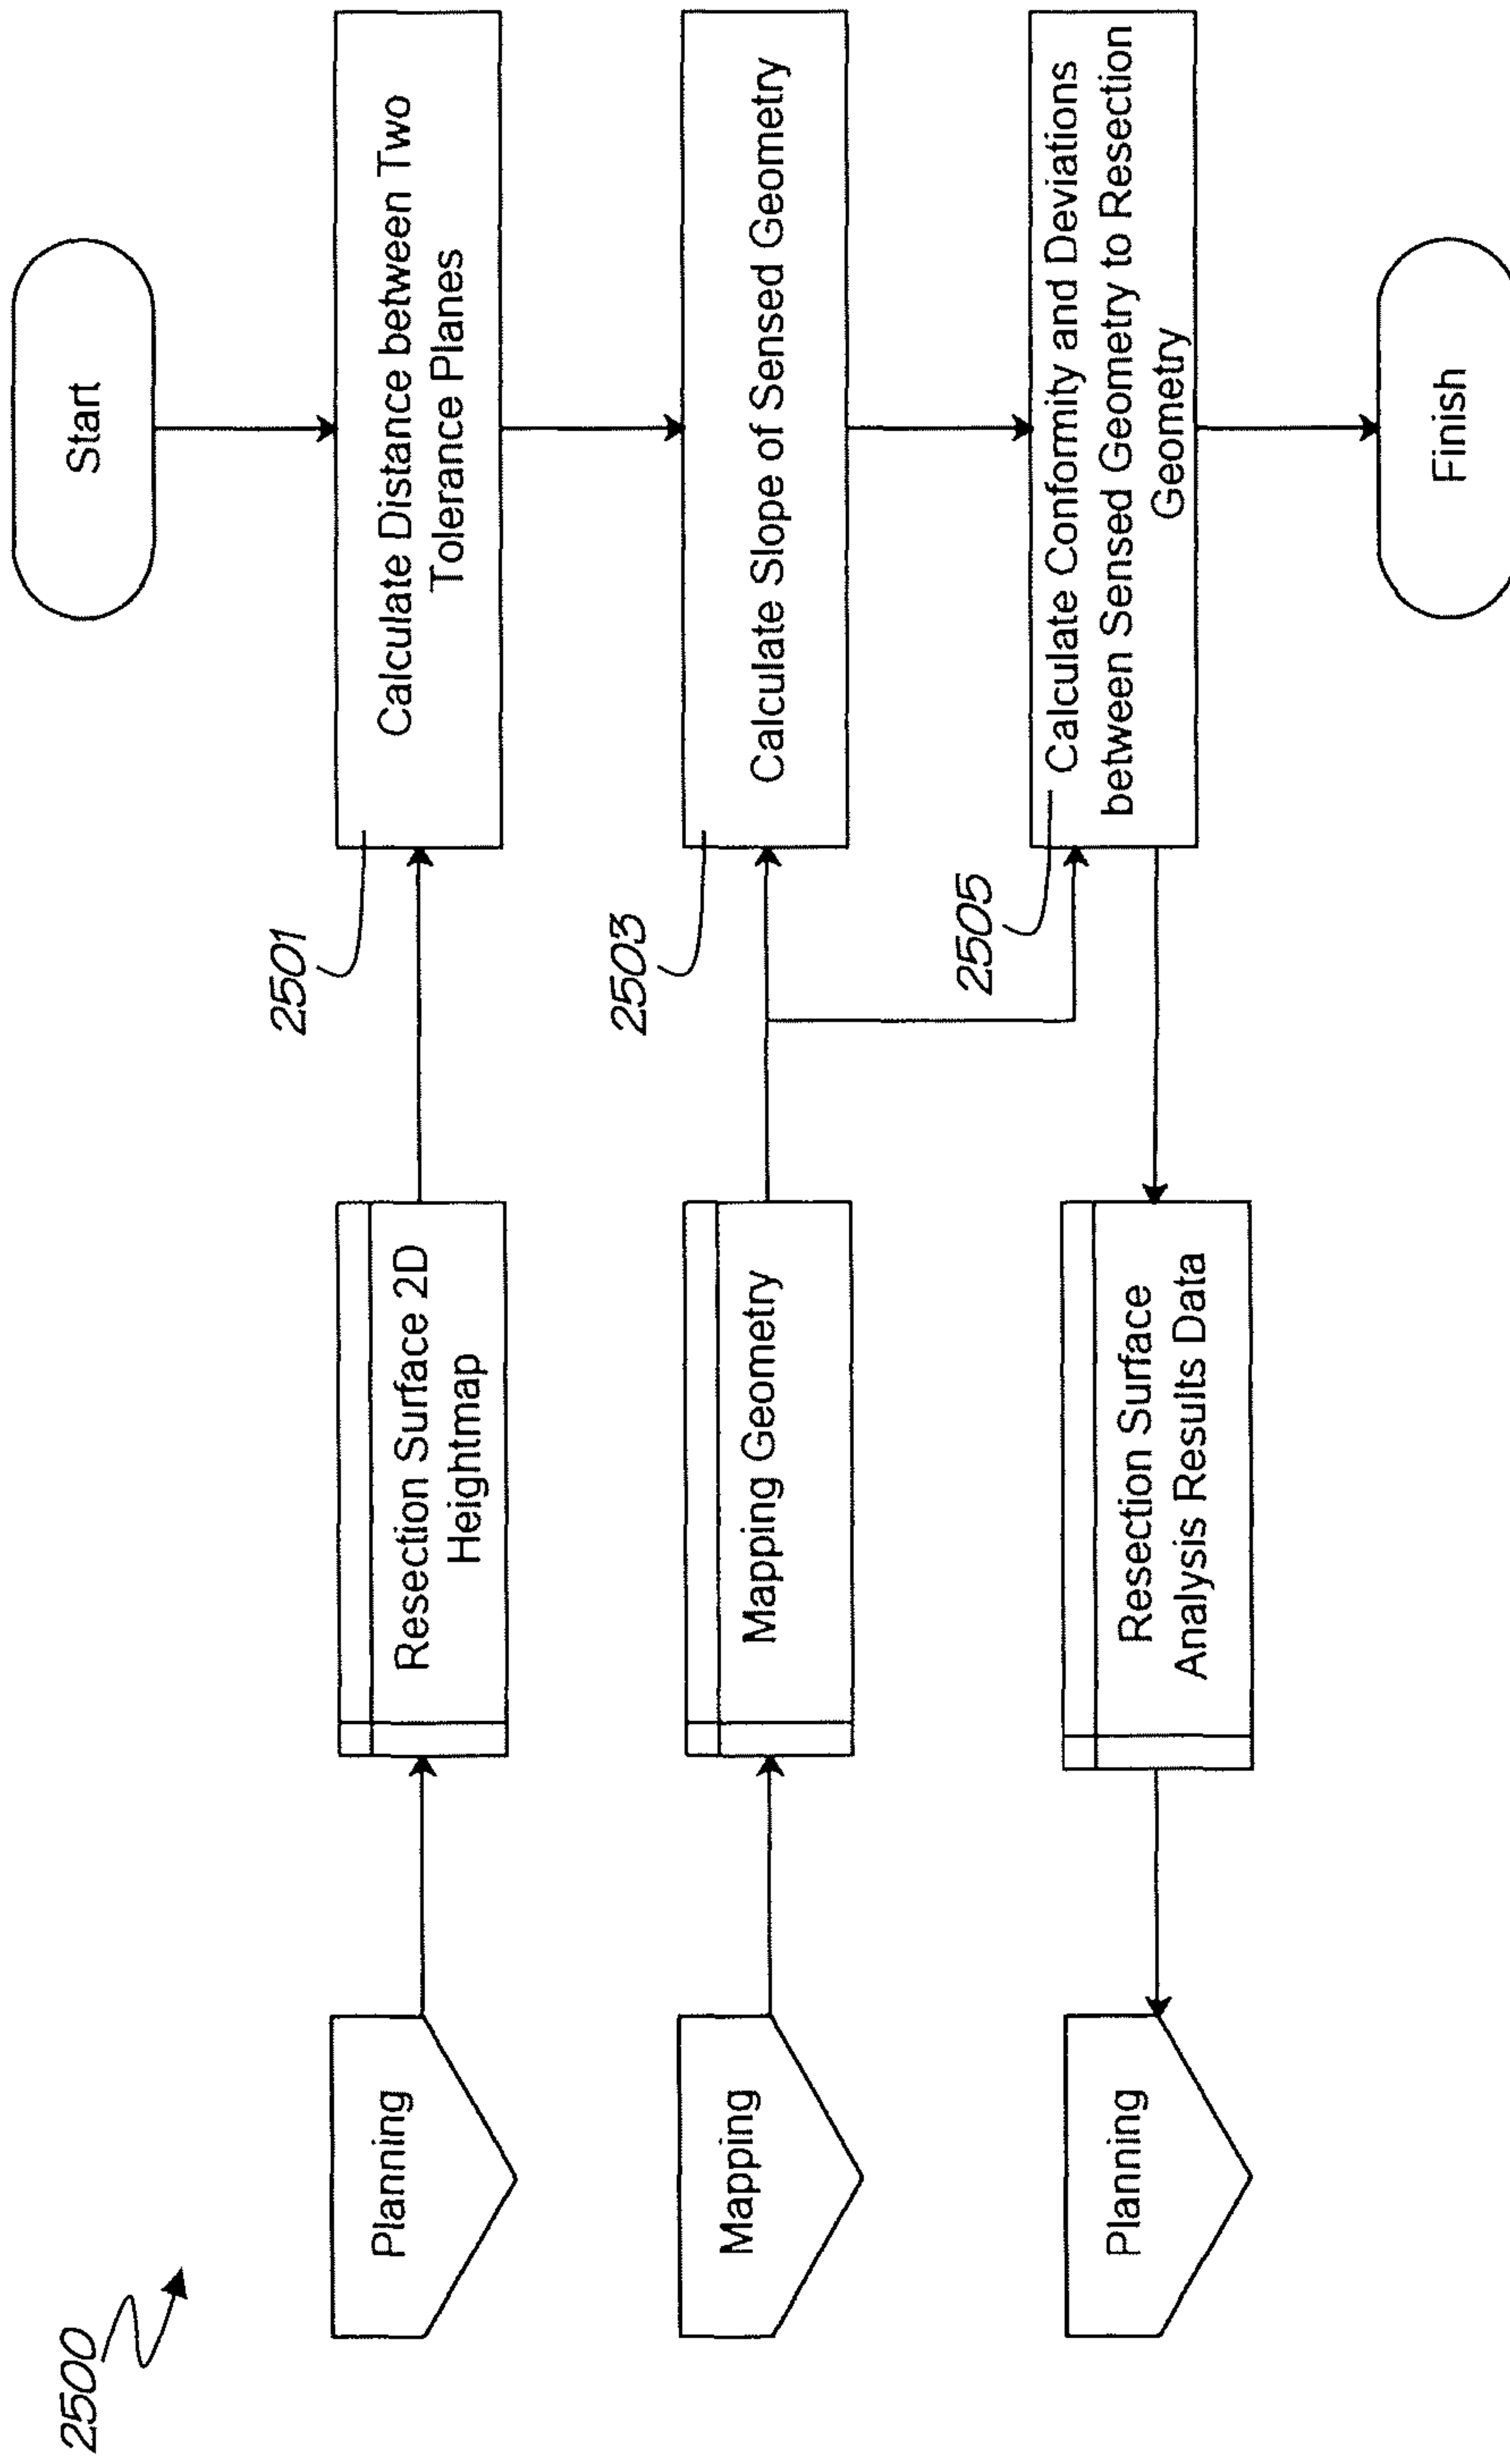 2500
Start
Planning
Resection Surface 2D
Heightmap
2501
Calculate Distance between Two
Tolerance Planes
Mapping
Mapping Geometry
2503
Calculate Slope of Sensed Geometry
2505
Calculate Conformity and Deviations
between Sensed Geometry to Resection
Geometry
Planning
Resection Surface
Analysis Results Data
Finish